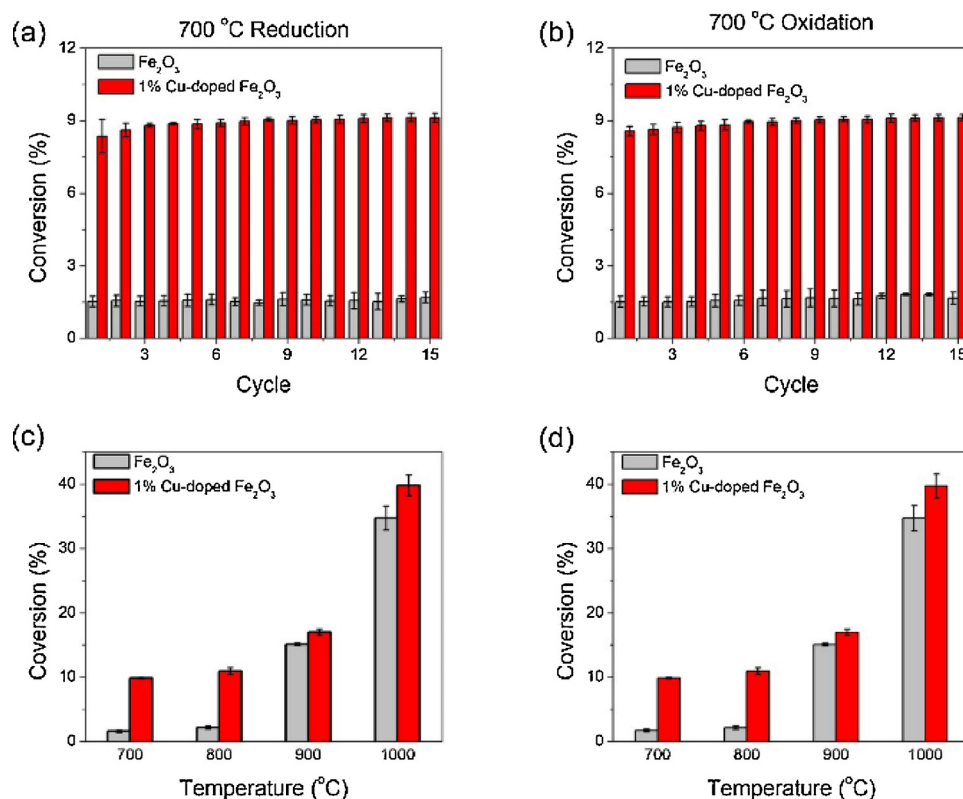 (a)
700 °C Reduction
Fe₂O₃
1% Cu-doped Fe₂O₃
Conversion (%)
12
9
6
3
0
3 6 9 12 15
Cycle
(b)
700 °C Oxidation
Fe₂O₃
1% Cu-doped Fe₂O₃
Conversion (%)
12
9
6
3
0
3 6 9 12 15
Cycle
(c)
Fe₂O₃
1% Cu-doped Fe₂O₃
Coversion (%)
40
30
20
10
0
700 800 900 1000
Temperature (°C)
(d)
Fe₂O₃
1% Cu-doped Fe₂O₃
Coversion (%)
40
30
20
10
0
700 800 900 1000
Temperature (°C)